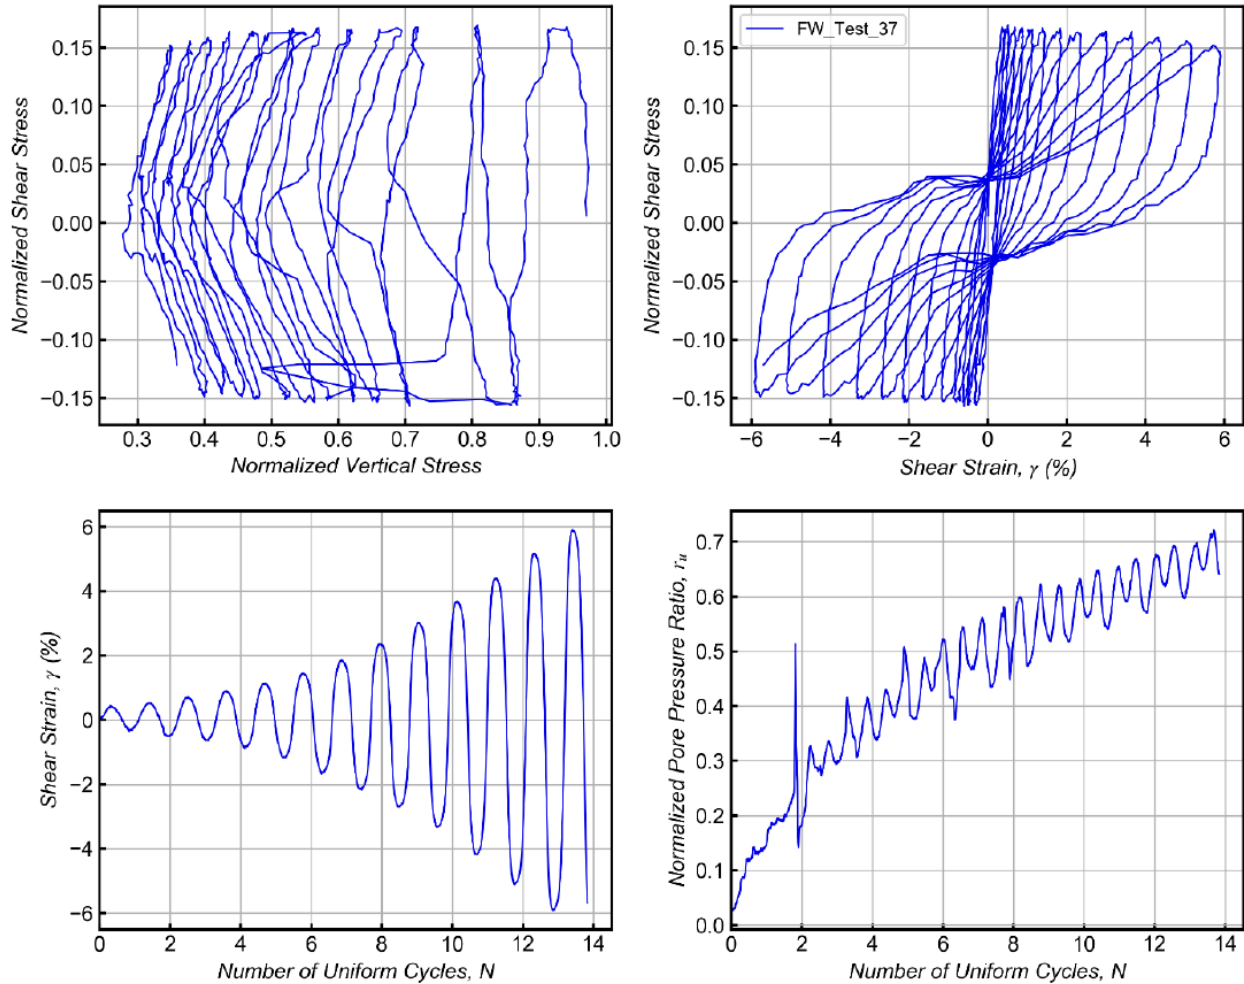 0.15
0.10
0.05
0.00
−0.05
−0.10
−0.15
Normalized Shear Stress
0.3 0.4 0.5 0.6 0.7 0.8 0.9 1.0
Normalized Vertical Stress
FW_Test_37
0.15
0.10
0.05
0.00
−0.05
−0.10
−0.15
Normalized Shear Stress
−6 −4 −2 0 2 4 6
Shear Strain, γ (%)
6
4
2
0
−2
−4
−6
Shear Strain, γ (%)
0 2 4 6 8 10 12 14
Number of Uniform Cycles, N
0.7
0.6
0.5
0.4
0.3
0.2
0.1
0.0
Normalized Pore Pressure Ratio, rᵤ
0 2 4 6 8 10 12 14
Number of Uniform Cycles, N